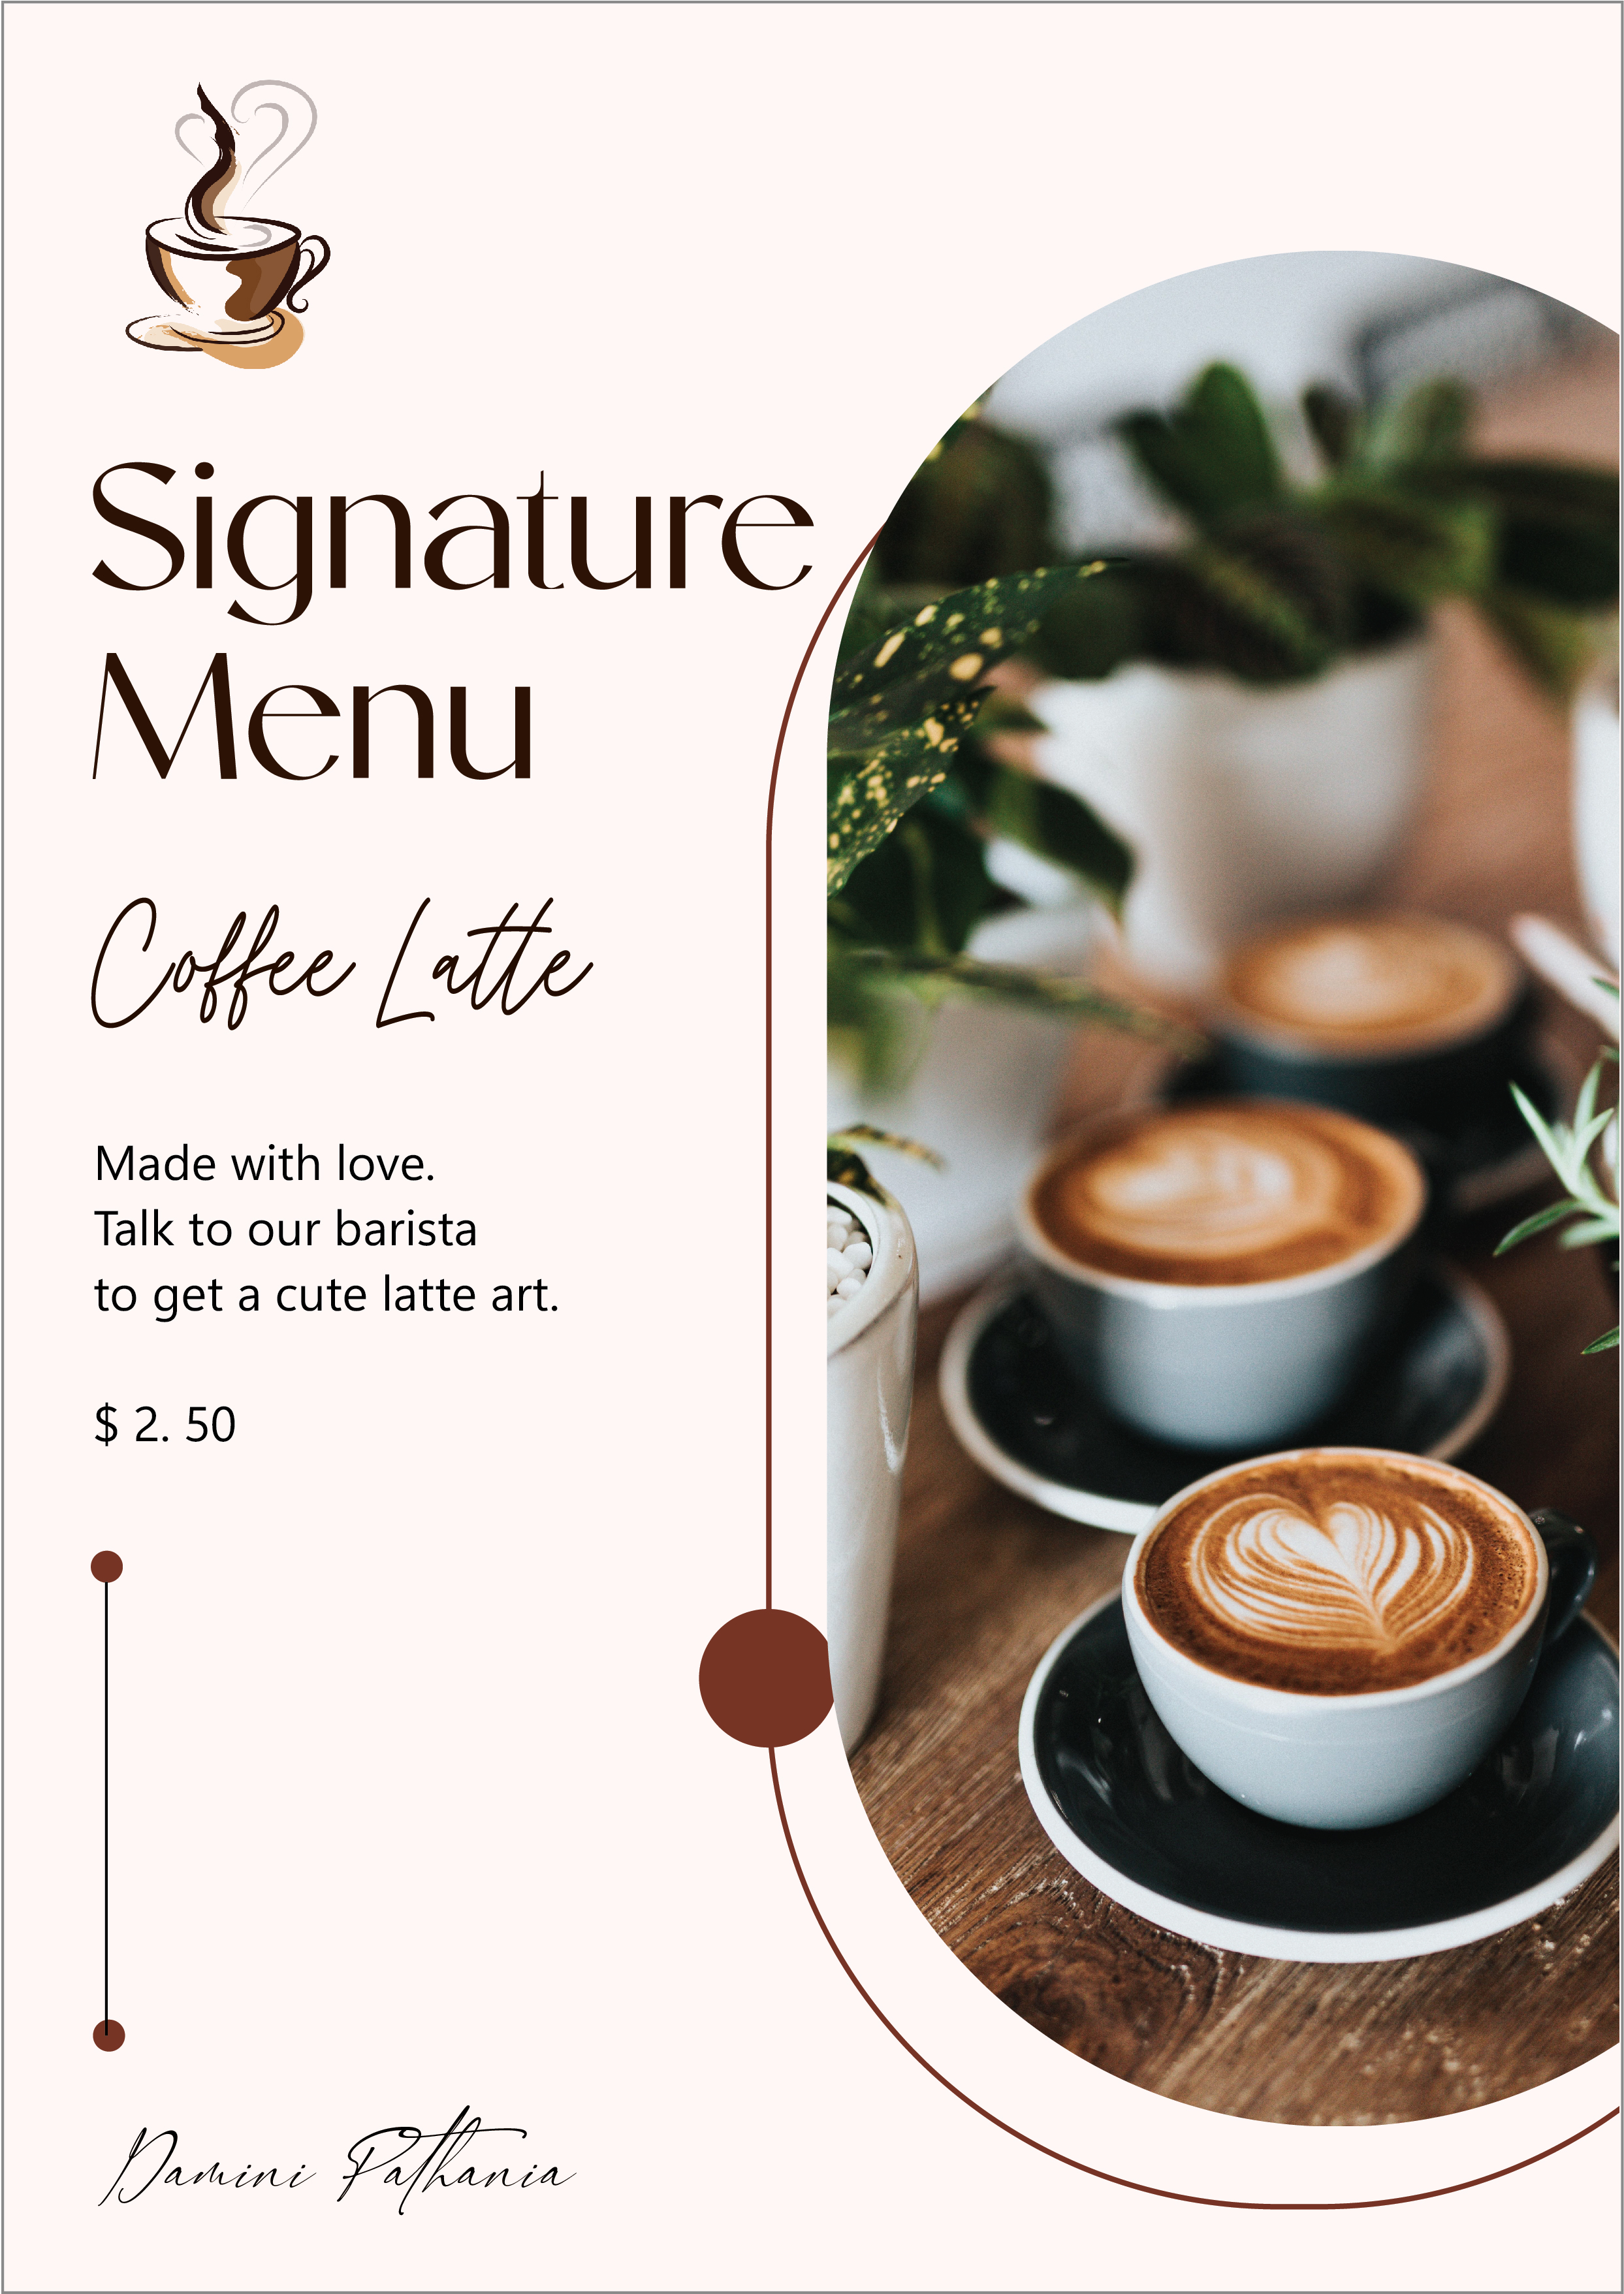 Signature
Menu
Coffee Latte
Made with love.
Talk to our barista
to get a cute latte art.
$ 2. 50
Damini Pathania